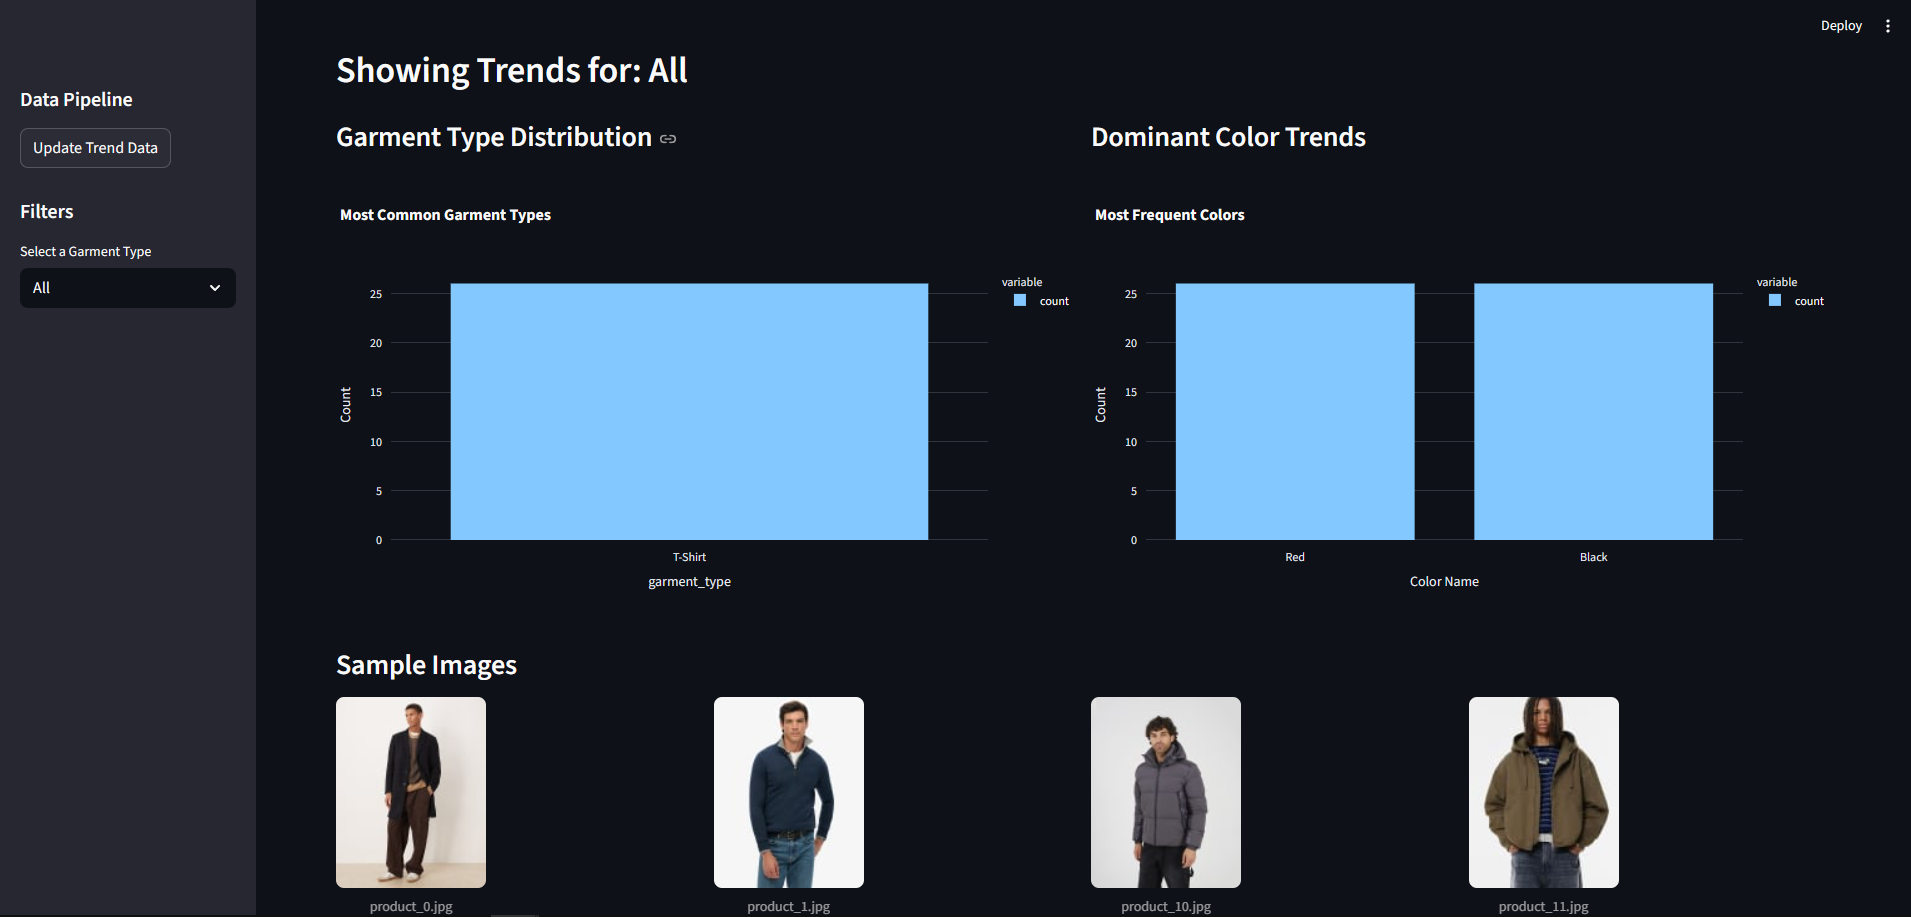 Deploy
Data Pipeline
Update Trend Data
Filters
Select a Garment Type
All
Showing Trends for: All
Garment Type Distribution
Most Common Garment Types
variable
count
Count
25
20
15
10
5
0
T-Shirt
garment_type
Dominant Color Trends
Most Frequent Colors
variable
count
Count
25
20
15
10
5
0
Red
Black
Color Name
Sample Images
product_0.jpg
product_1.jpg
product_10.jpg
product_11.jpg